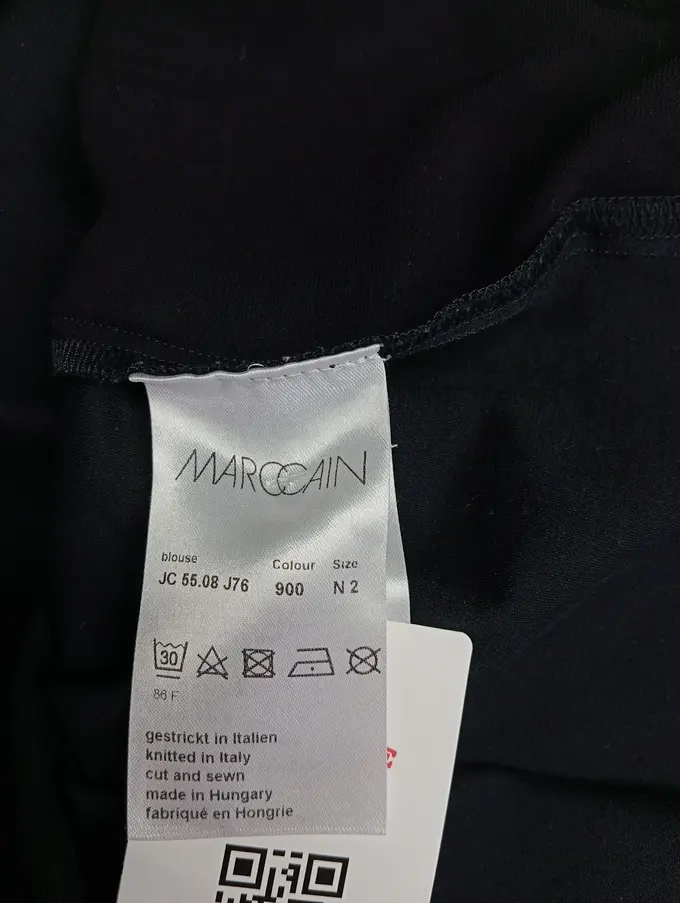 MARCCAIN
blouse
Colour
Size
JC 55.08 J76
900
N 2
30
86 F
gestrickt in Italien
knitted in Italy
cut and sewn
made in Hungary
fabriqué en Hongrie